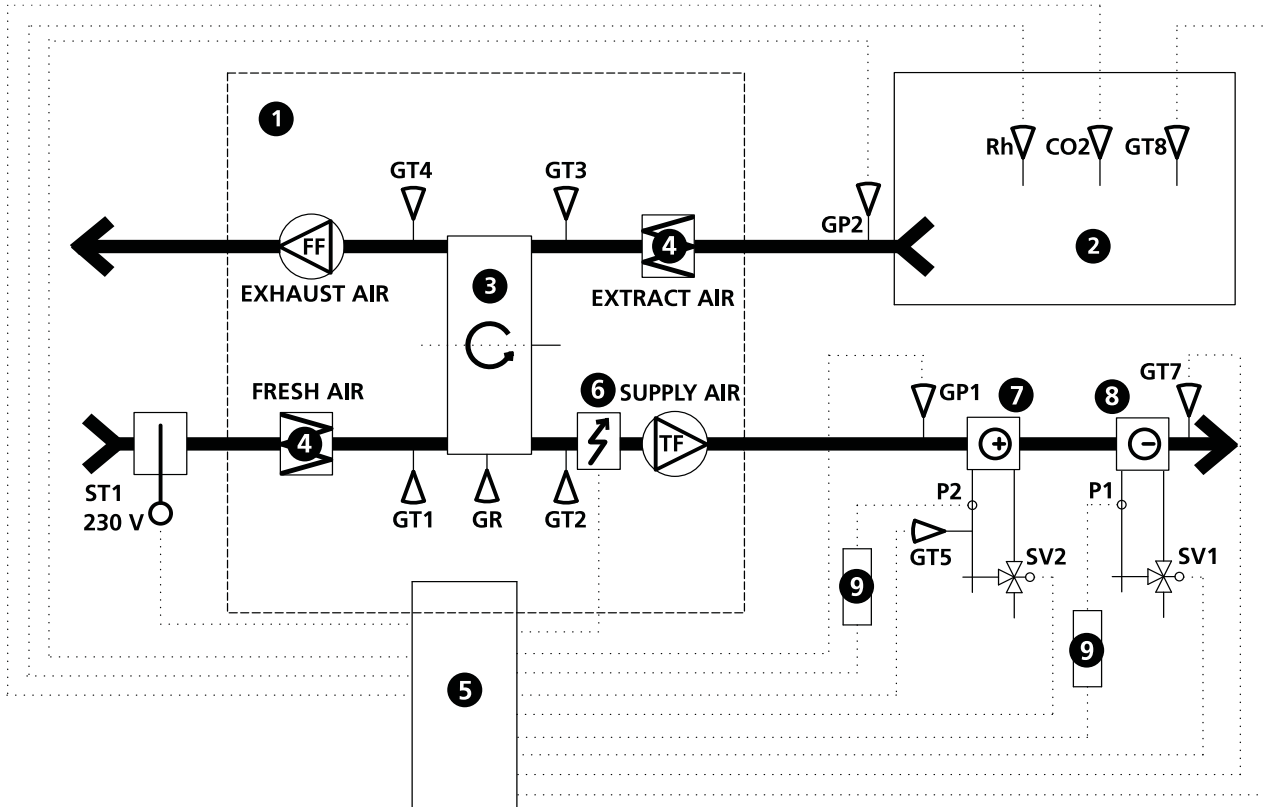 1
Rh
CO2
GT8
GT4
GT3
GP2
FF
4
2
3
EXHAUST AIR
EXTRACT AIR
FRESH AIR
6
SUPPLY AIR
GP1
7
8
GT7
4
TF
+
−
ST1
230 V
GT1
GR
GT2
P2
P1
GT5
SV2
SV1
9
9
5